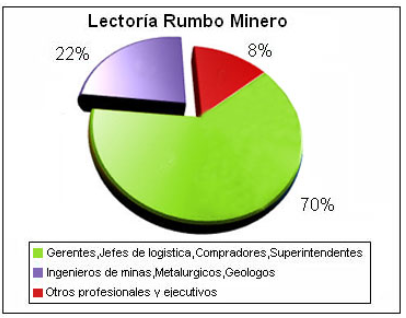 Lectoría Rumbo Minero
22%
8%
70%
Gerentes,Jefes de logistica,Compradores,Superintendentes
Ingenieros de minas,Metalurgicos,Geologos
Otros profesionales y ejecutivos